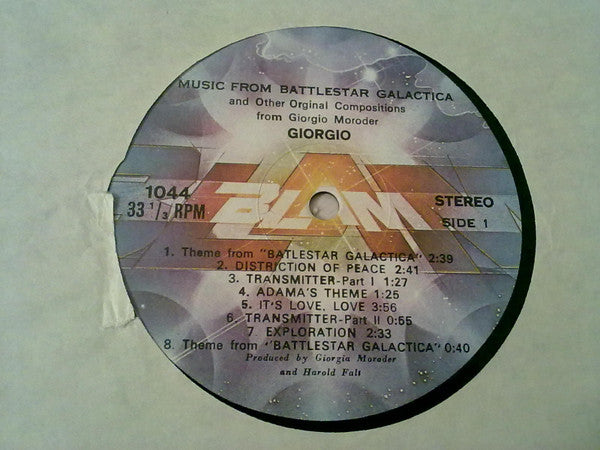 MUSIC FROM BATTLESTAR GALACTICA
and Other Orginal Compositions
from Giorgio Moroder
GIORGIO
1044
33 1/3 RPM
BLAM
STEREO
SIDE 1
1. Theme from "BATLESTAR GALACTICA" 2:39
2. DISTRICTION OF PEACE 2:41
3. TRANSMITTER-Part I 1:27
4. ADAMA'S THEME 1:25
5. IT'S LOVE, LOVE 3:56
6. TRANSMITTER-Part II 0:55
7. EXPLORATION 2:33
8. Theme from "BATTLESTAR GALACTICA" 0:40
Produced by Giorgia Morader
and Harold Falt